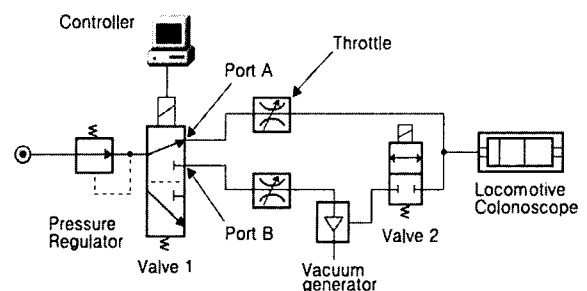 Controller
Throttle
Port A
Pressure
Regulator
Port B
Valve 1
Valve 2
Locomotive
Colonoscope
Vacuum
generator